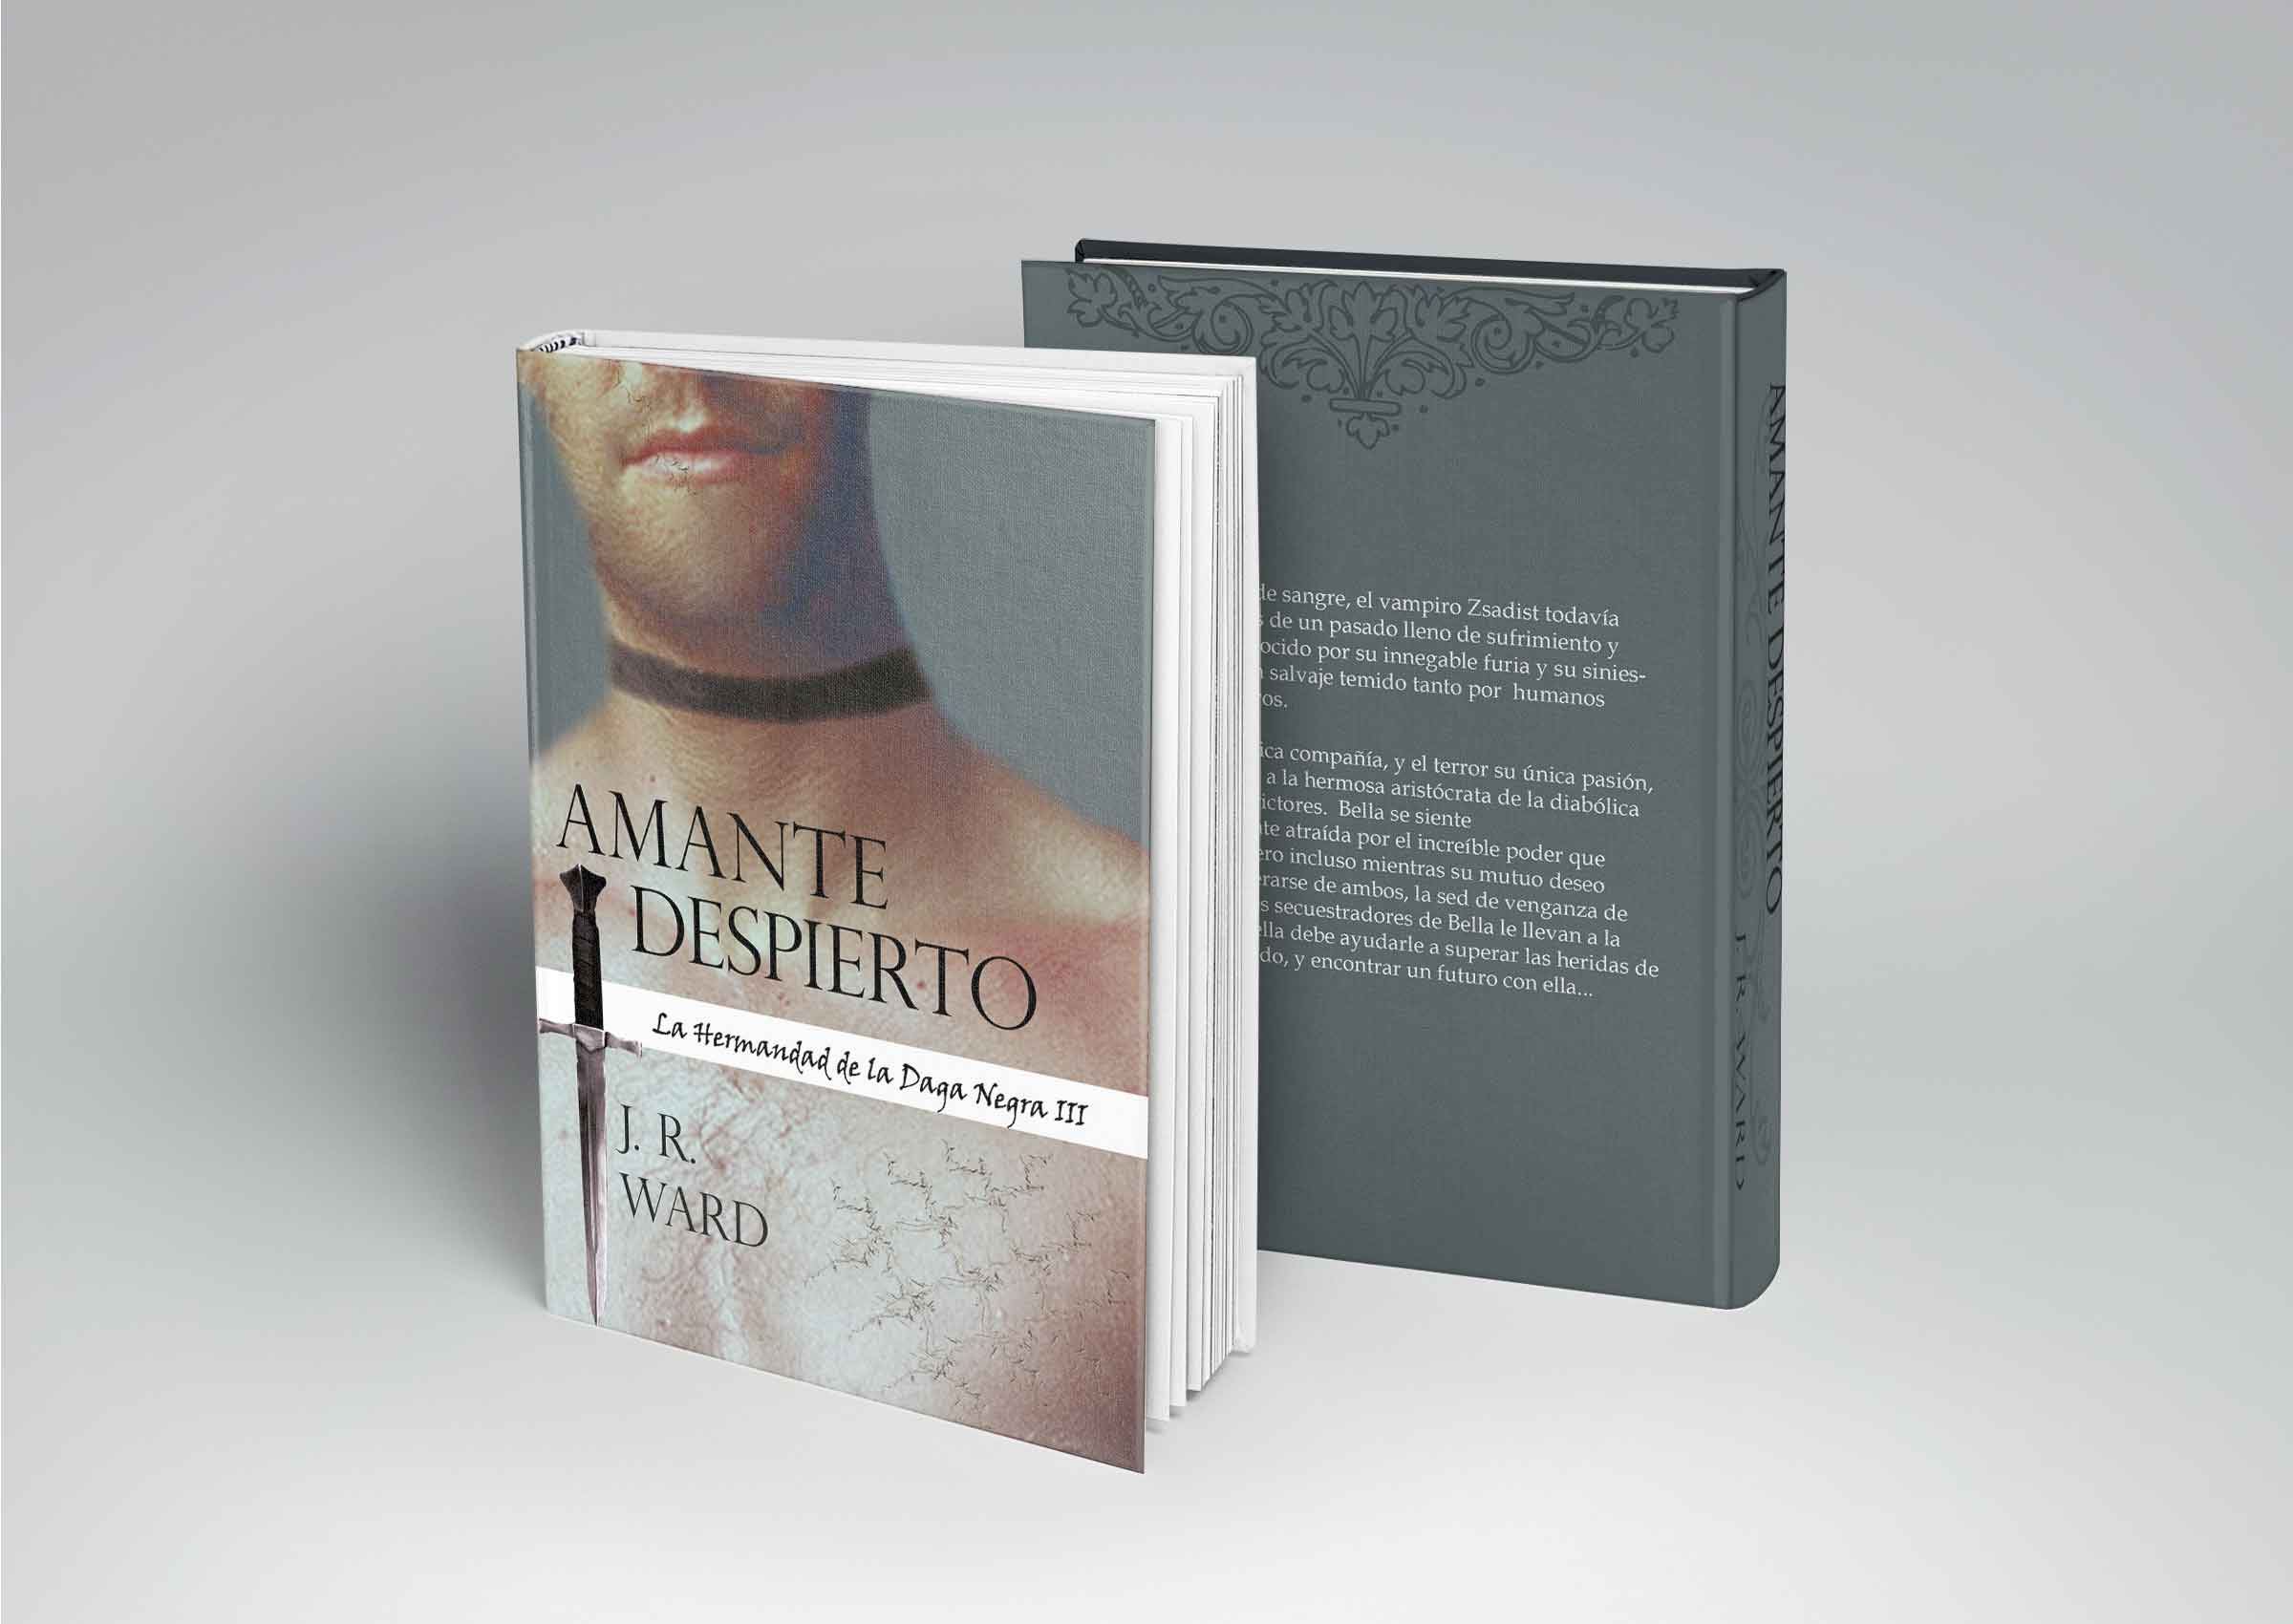 AMANTE
DESPIERTO
La Hermandad de la Daga Negra III
J. R.
WARD
de sangre, el vampiro Zsadist todavía
de un pasado lleno de sufrimiento y
ocido por su innegable furia y su sinies-
salvaje temido tanto por humanos
os.
ica compañía, y el terror su única pasión,
a la hermosa aristócrata de la diabólica
ictores. Bella se siente
te atraída por el increíble poder que
ero incluso mientras su mutuo deseo
rarse de ambos, la sed de venganza de
s secuestradores de Bella le llevan a la
ella debe ayudarle a superar las heridas de
do, y encontrar un futuro con ella...
AMANTE DESPIERTO
J. R. WARD